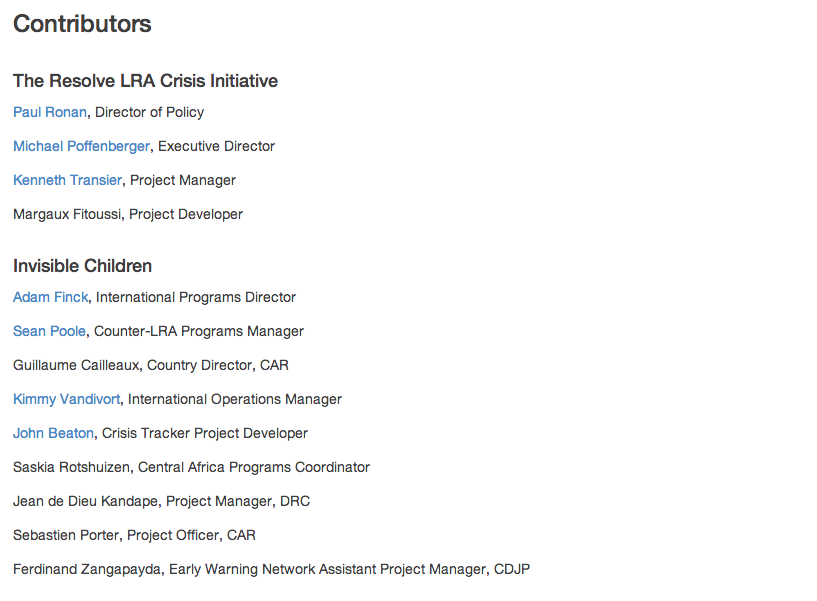 Contributors
The Resolve LRA Crisis Initiative
Paul Ronan, Director of Policy
Michael Poffenberger, Executive Director
Kenneth Transier, Project Manager
Margaux Fitoussi, Project Developer
Invisible Children
Adam Finck, International Programs Director
Sean Poole, Counter-LRA Programs Manager
Guillaume Cailleaux, Country Director, CAR
Kimmy Vandivort, International Operations Manager
John Beaton, Crisis Tracker Project Developer
Saskia Rotshuizen, Central Africa Programs Coordinator
Jean de Dieu Kandape, Project Manager, DRC
Sebastien Porter, Project Officer, CAR
Ferdinand Zangapayda, Early Warning Network Assistant Project Manager, CDJP